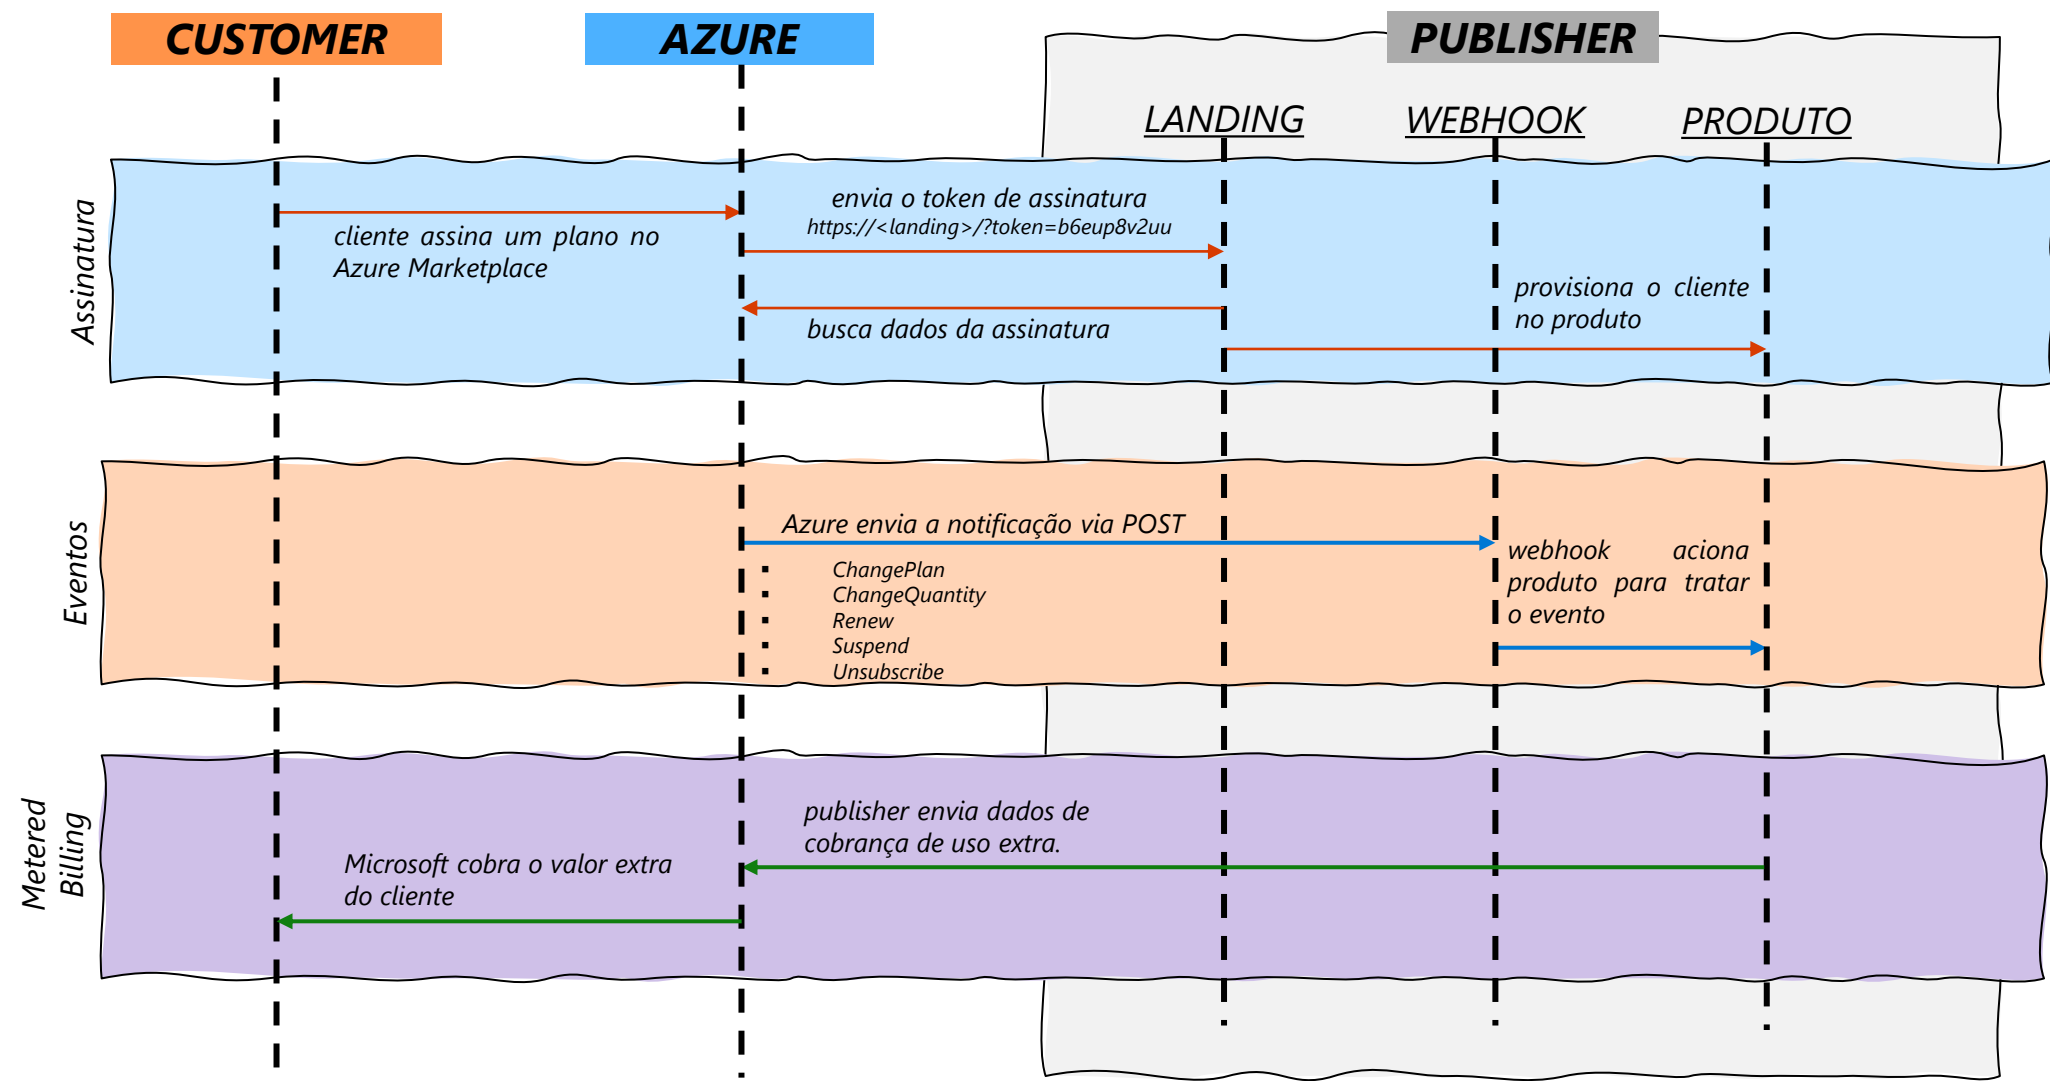 CUSTOMER
AZURE
PUBLISHER
LANDING
WEBHOOK
PRODUTO
Assinatura
cliente assina um plano no
Azure Marketplace
envia o token de assinatura
https://<landing>/?token=b6eup8v2uu
busca dados da assinatura
provisiona o cliente
no produto
Eventos
Azure envia a notificação via POST
▪ ChangePlan
▪ ChangeQuantity
▪ Renew
▪ Suspend
▪ Unsubscribe
webhook aciona
produto para tratar
o evento
Metered
Billing
publisher envia dados de
cobrança de uso extra.
Microsoft cobra o valor extra
do cliente